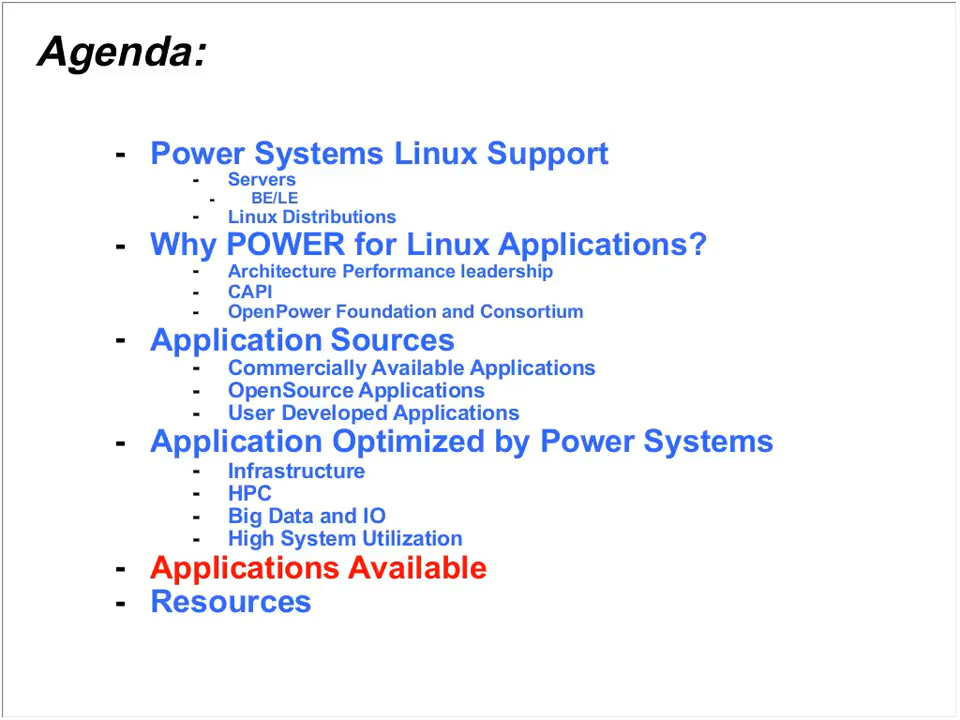 Agenda:
- Power Systems Linux Support
- Servers
- BE/LE
- Linux Distributions
- Why POWER for Linux Applications?
- Architecture Performance leadership
- CAPI
- OpenPower Foundation and Consortium
- Application Sources
- Commercially Available Applications
- OpenSource Applications
- User Developed Applications
- Application Optimized by Power Systems
- Infrastructure
- HPC
- Big Data and IO
- High System Utilization
- Applications Available
- Resources